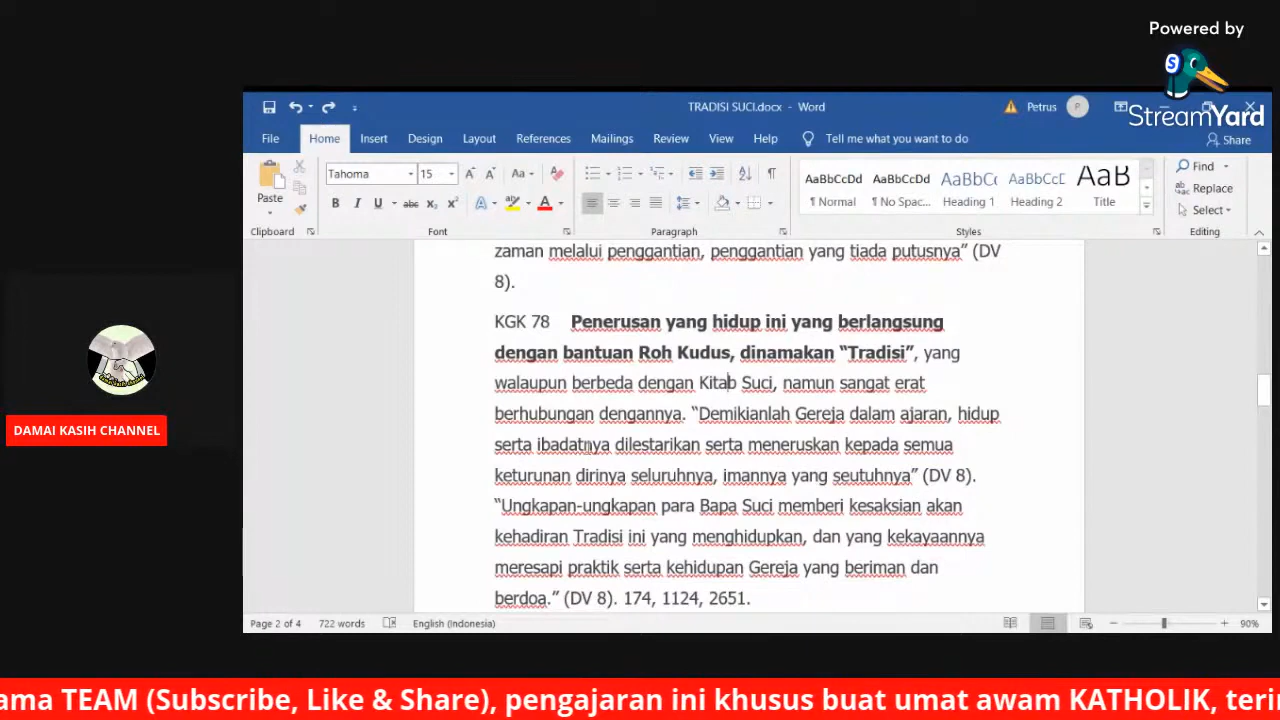 Powered by
StreamYard
TRADISI SUCI.docx - Word
Petrus
P
File Home Insert Design Layout References Mailings Review View Help Tell me what you want to do
Share
Paste
Tahoma 15
AaBbCcDd AaBbCcDd AaBbCc AaBbCcE AaB
¶ Normal ¶ No Spac... Heading 1 Heading 2 Title
Find
Replace
Select
Clipboard Font Paragraph Styles Editing
zaman melalui penggantian, penggantian yang tiada putusnya” (DV
8).
KGK 78 Penerusan yang hidup ini yang berlangsung
dengan bantuan Roh Kudus, dinamakan “Tradisi”, yang
walaupun berbeda dengan Kitab Suci, namun sangat erat
berhubungan dengannya. “Demikianlah Gereja dalam ajaran, hidup
serta ibadatnya dilestarikan serta meneruskan kepada semua
keturunan dirinya seluruhnya, imannya yang seutuhnya” (DV 8).
“Ungkapan-ungkapan para Bapa Suci memberi kesaksian akan
kehadiran Tradisi ini yang menghidupkan, dan yang kekayaannya
meresapi praktik serta kehidupan Gereja yang beriman dan
berdoa.” (DV 8). 174, 1124, 2651.
DAMAI KASIH CHANNEL
Page 2 of 4 722 words English (Indonesia) 90%
ama TEAM (Subscribe, Like & Share), pengajaran ini khusus buat umat awam KATHOLIK, teri